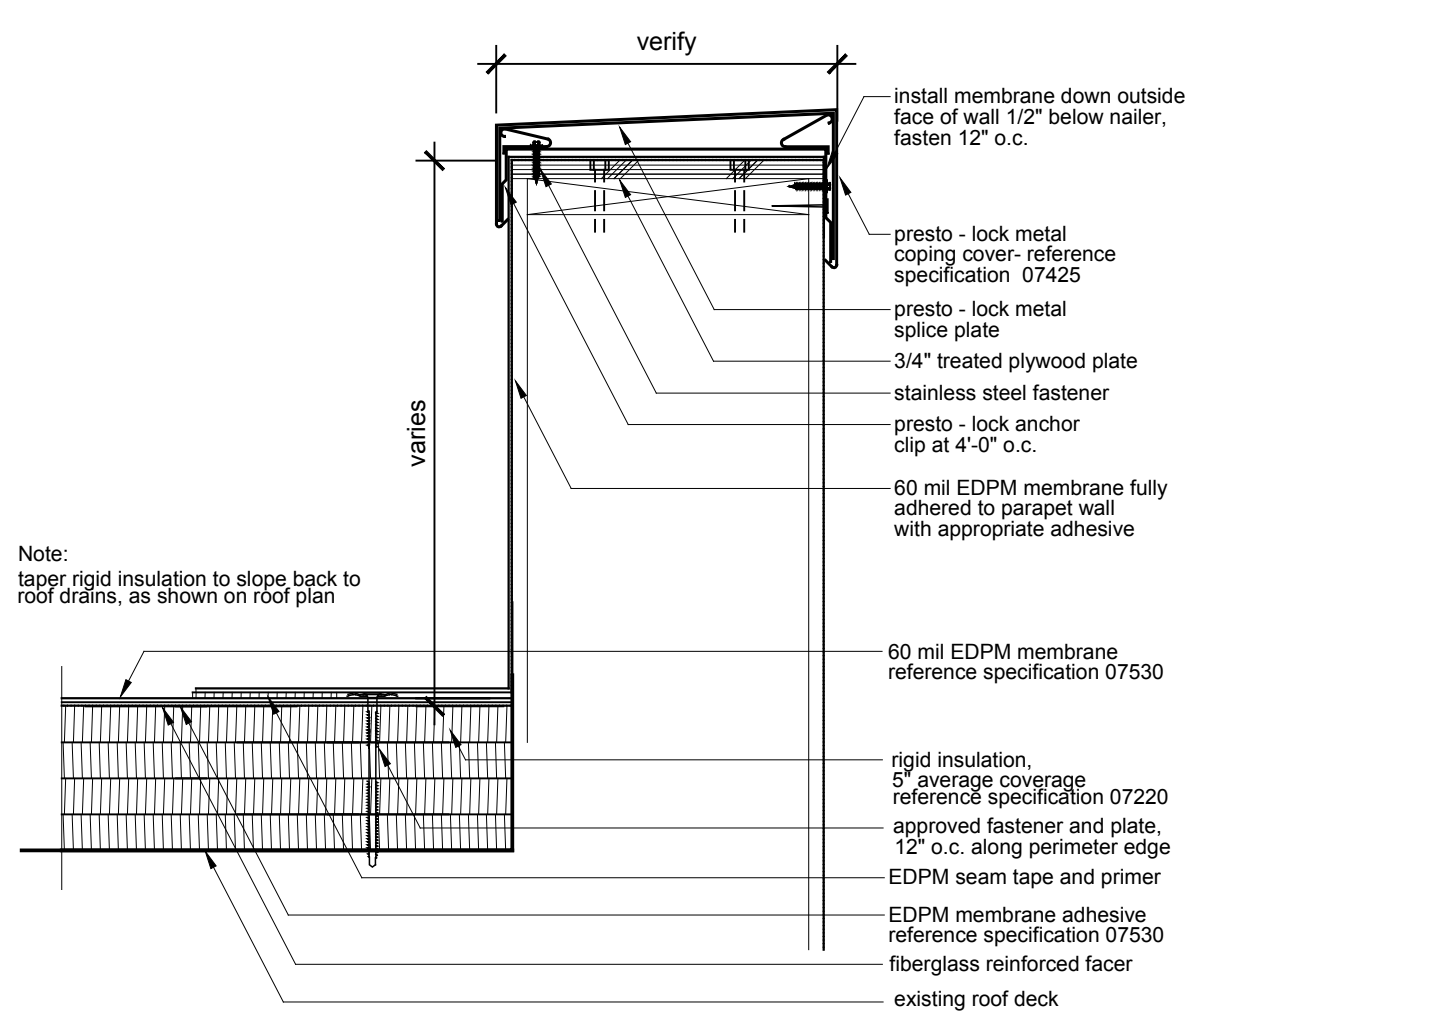 verify
install membrane down outside
face of wall 1/2" below nailer,
fasten 12" o.c.
presto - lock metal
coping cover- reference
specification 07425
presto - lock metal
splice plate
3/4" treated plywood plate
stainless steel fastener
presto - lock anchor
clip at 4'-0" o.c.
varies
60 mil EDPM membrane fully
adhered to parapet wall
with appropriate adhesive
Note:
taper rigid insulation to slope back to
roof drains, as shown on roof plan
60 mil EDPM membrane
reference specification 07530
rigid insulation,
5" average coverage
reference specification 07220
approved fastener and plate,
12" o.c. along perimeter edge
EDPM seam tape and primer
EDPM membrane adhesive
reference specification 07530
fiberglass reinforced facer
existing roof deck